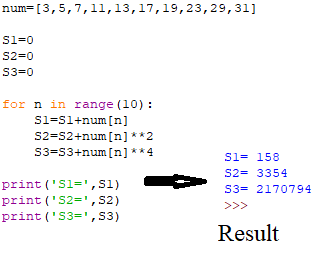 num=[3,5,7,11,13,17,19,23,29,31]
S1=0
S2=0
S3=0
for n in range(10):
    S1=S1+num[n]
    S2=S2+num[n]**2
    S3=S3+num[n]**4
print('S1=',S1)
print('S2=',S2)
print('S3=',S3)
S1= 158
S2= 3354
S3= 2170794
>>>
Result